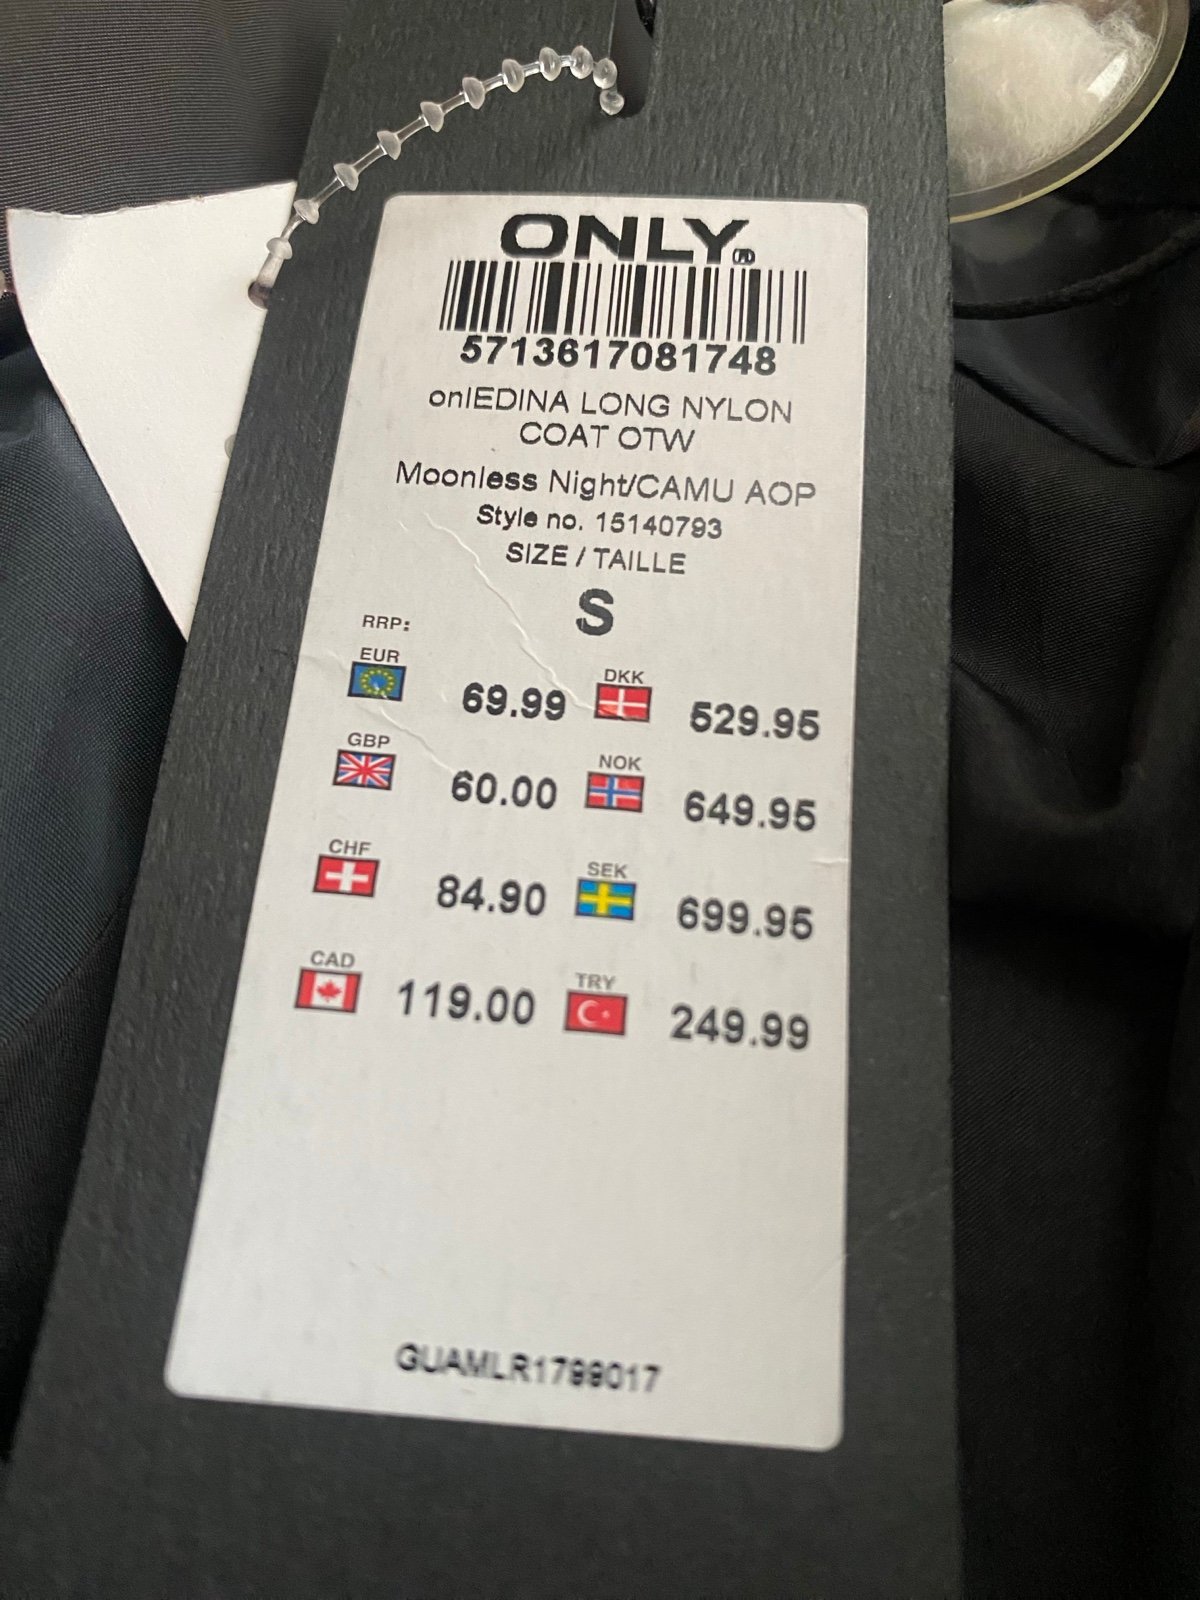 ONLY®
5713617081748
onlEDINA LONG NYLON
COAT OTW
Moonless Night/CAMU AOP
Style no. 15140793
SIZE / TAILLE
S
RRP:
EUR 69.99 DKK 529.95
GBP 60.00 NOK 649.95
CHF 84.90 SEK 699.95
CAD 119.00 TRY 249.99
GUAMLR1799017